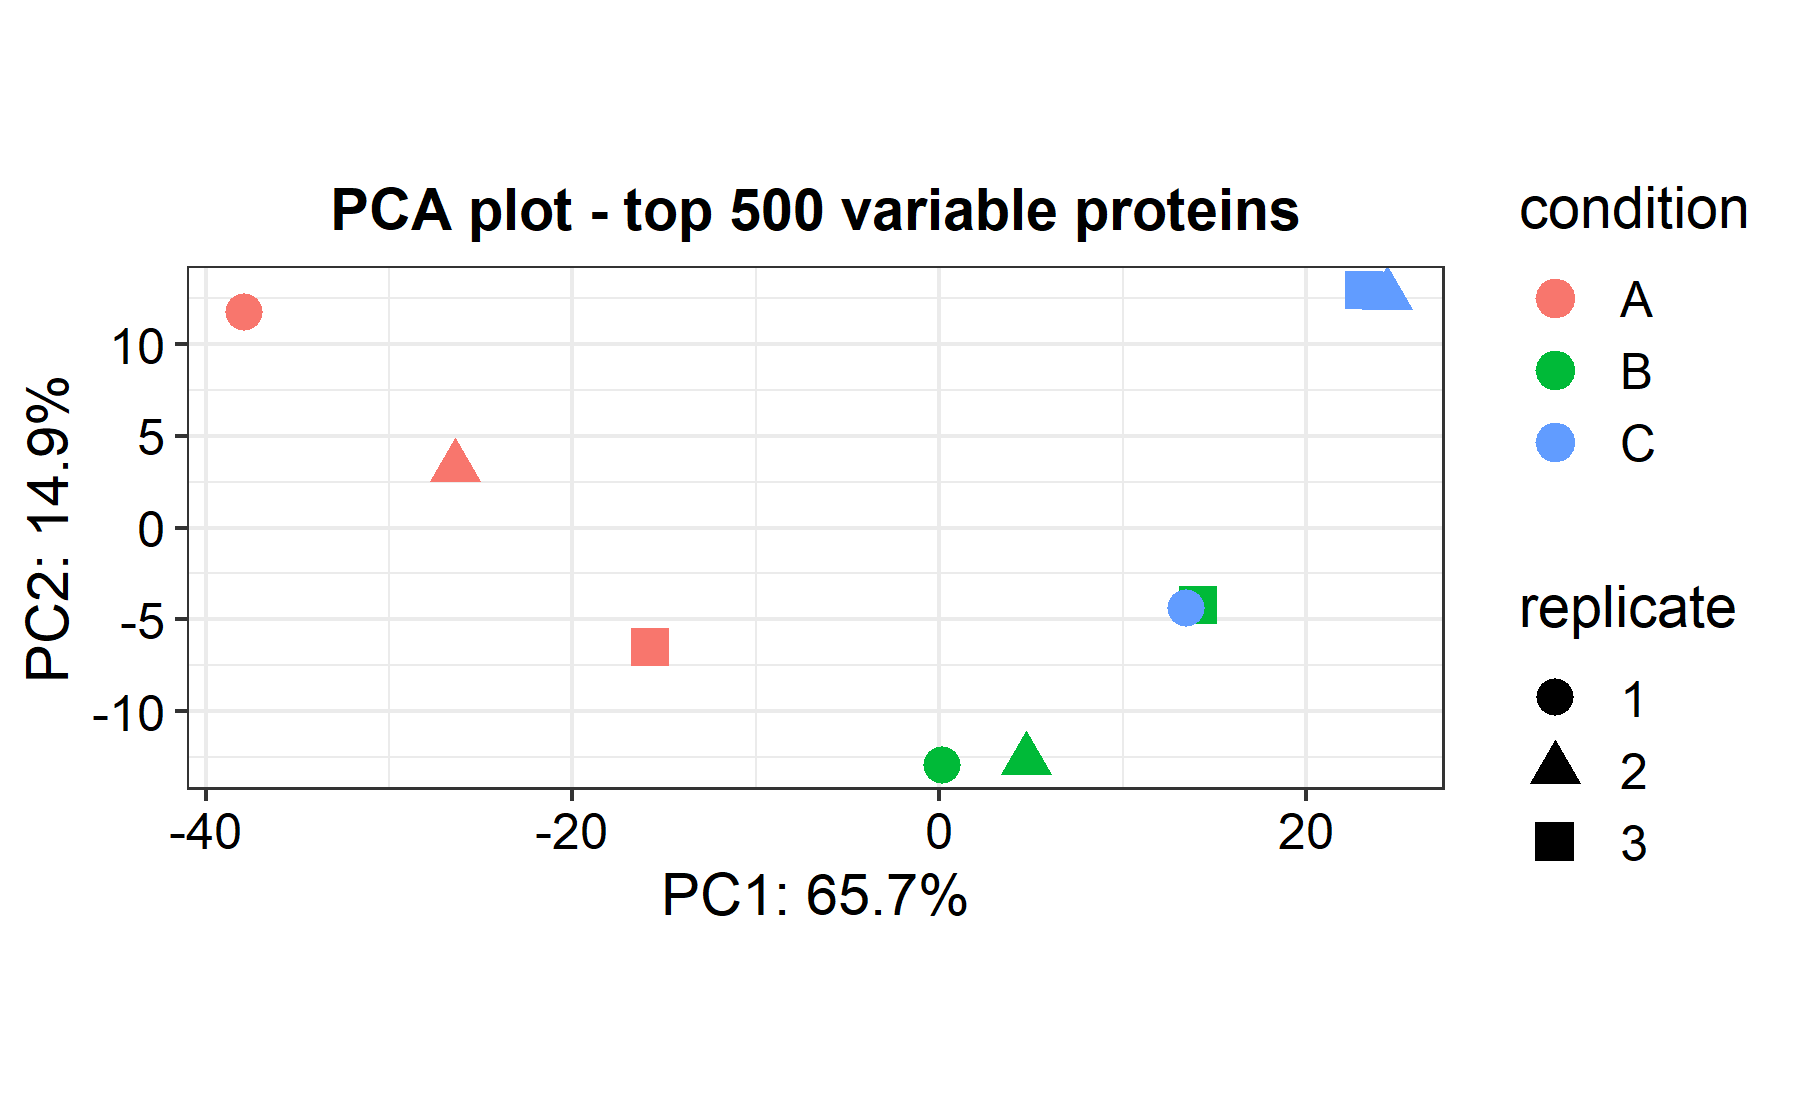 PCA plot - top 500 variable proteins
PC2: 14.9%
10
5
0
-5
-10
-40 -20 0 20
PC1: 65.7%
condition
A
B
C
replicate
1
2
3